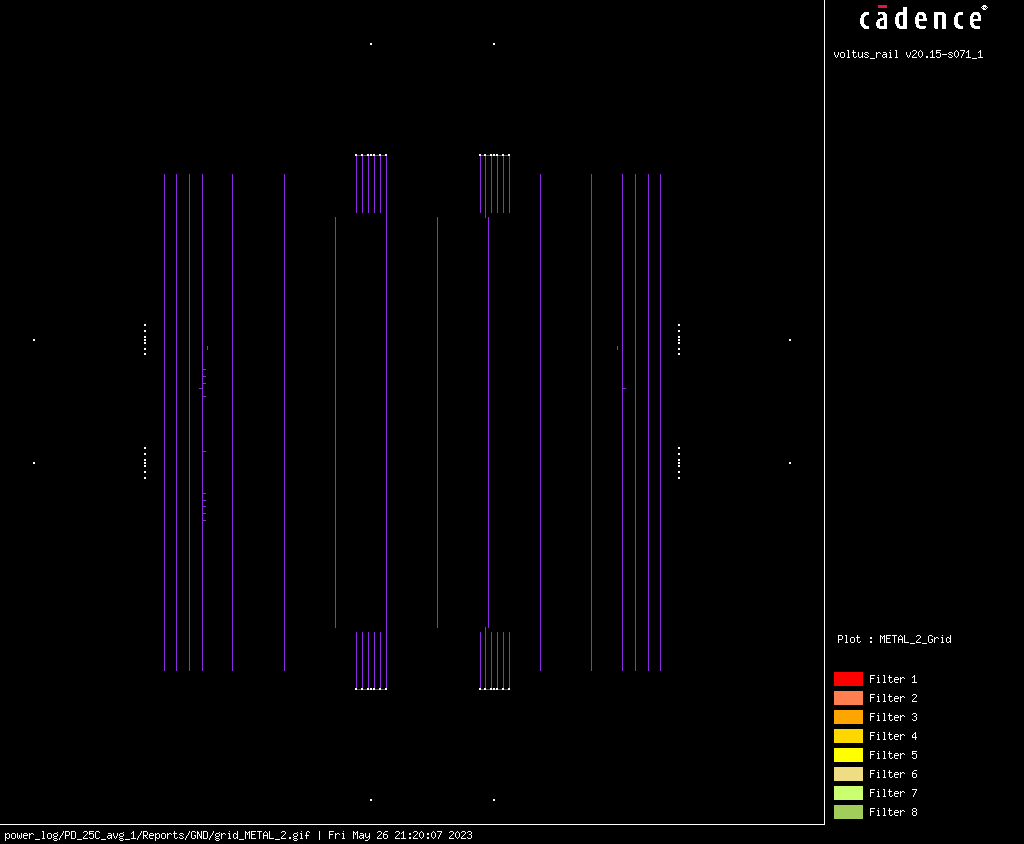 cādence®
voltus_rail v20.15-s071_1
Plot : METAL_2_Grid
Filter 1
Filter 2
Filter 3
Filter 4
Filter 5
Filter 6
Filter 7
Filter 8
power_log/PD_25C_avg_1/Reports/GND/grid_METAL_2.gif | Fri May 26 21:20:07 2023